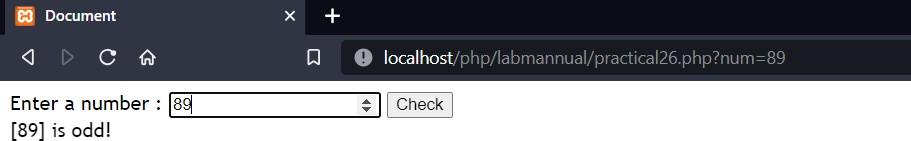 Document
localhost/php/labmannual/practical26.php?num=89
Enter a number : 89 Check
[89] is odd!